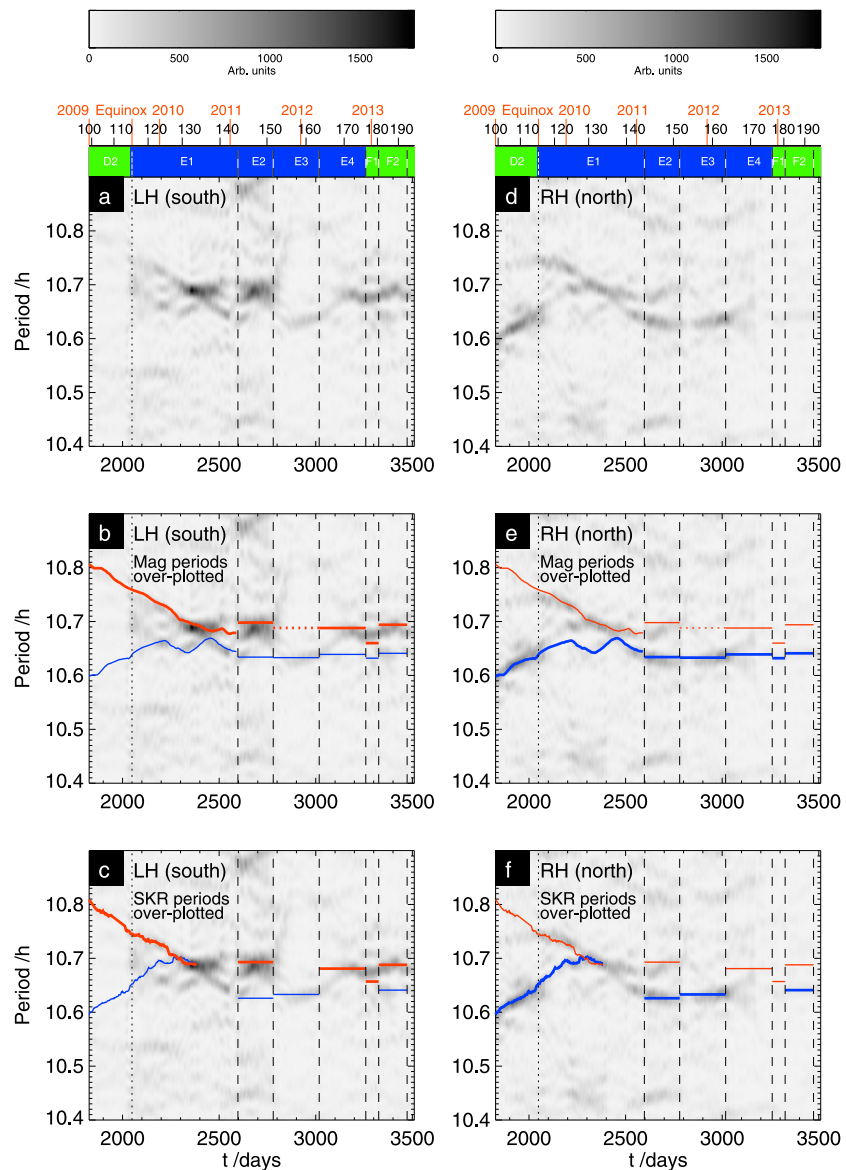 0 500 1000 1500
Arb. units
0 500 1000 1500
Arb. units
2009 Equinox 2010 2011 2012 2013
100 110 120 130 140 150 160 170 180 190
D2 E1 E2 E3 E4 F1 F2
2009 Equinox 2010 2011 2012 2013
100 110 120 130 140 150 160 170 180 190
D2 E1 E2 E3 E4 F1 F2
a LH (south)
10.8
10.7
10.6
10.5
10.4
Period /h
2000 2500 3000 3500
d RH (north)
10.8
10.7
10.6
10.5
10.4
Period /h
2000 2500 3000 3500
b LH (south)
Mag periods
over-plotted
10.8
10.7
10.6
10.5
10.4
Period /h
2000 2500 3000 3500
e RH (north)
Mag periods
over-plotted
10.8
10.7
10.6
10.5
10.4
Period /h
2000 2500 3000 3500
c LH (south)
SKR periods
over-plotted
10.8
10.7
10.6
10.5
10.4
Period /h
2000 2500 3000 3500
t /days
f RH (north)
SKR periods
over-plotted
10.8
10.7
10.6
10.5
10.4
Period /h
2000 2500 3000 3500
t /days